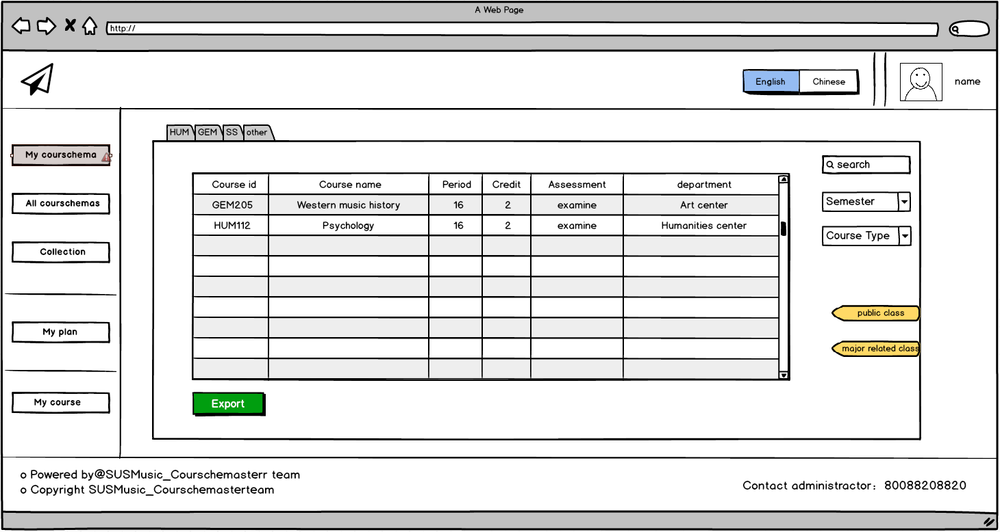 A Web Page
http://
English Chinese
name
My courschema
All courschemas
Collection
My plan
My course
HUM GEM SS other
Course id Course name Period Credit Assessment department
GEM205 Western music history 16 2 examine Art center
HUM112 Psychology 16 2 examine Humanities center
Export
search
Semester
Course Type
public class
major related class
o Powered by@SUSMusic_Courschemasterr team
o Copyright SUSMusic_Courschemasterteam
Contact administractor：80088208820